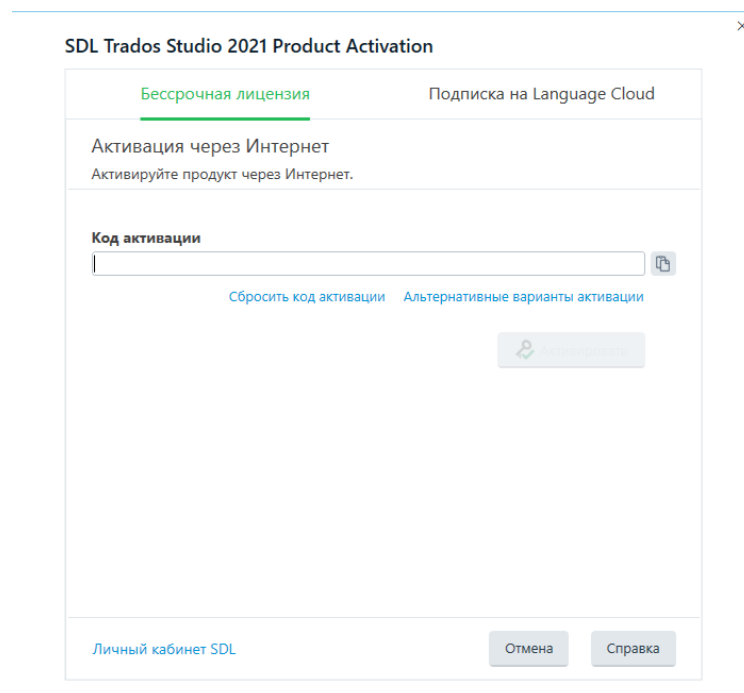 SDL Trados Studio 2021 Product Activation
Бессрочная лицензия Подписка на Language Cloud
Активация через Интернет
Активируйте продукт через Интернет.
Код активации
Сбросить код активации Альтернативные варианты активации
Личный кабинет SDL Отмена Справка